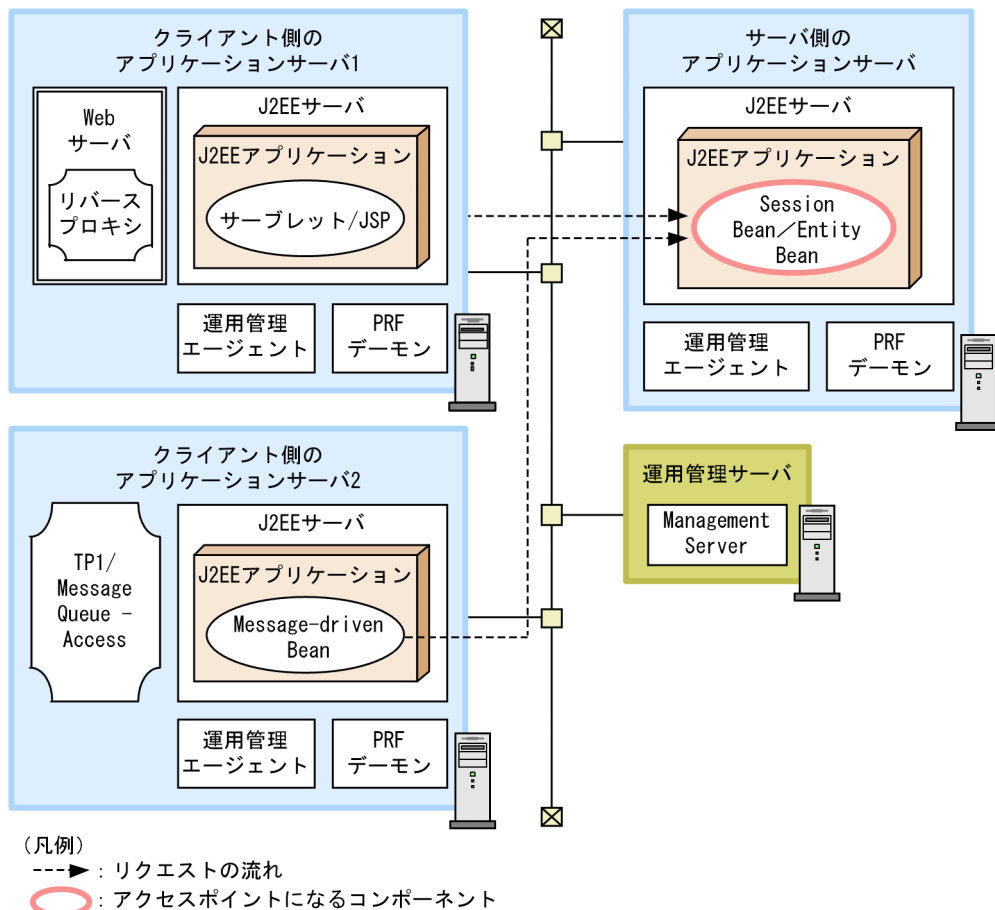 クライアント側の
アプリケーションサーバ1
Web
サーバ
リバース
プロキシ
J2EEサーバ
J2EEアプリケーション
サーブレット/JSP
運用管理
エージェント
PRF
デーモン
サーバ側の
アプリケーションサーバ
J2EEサーバ
J2EEアプリケーション
Session
Bean／Entity
Bean
運用管理
エージェント
PRF
デーモン
クライアント側の
アプリケーションサーバ2
TP1/
Message
Queue －
Access
J2EEサーバ
J2EEアプリケーション
Message-driven
Bean
運用管理
エージェント
PRF
デーモン
運用管理サーバ
Management
Server
（凡例）
：リクエストの流れ
：アクセスポイントになるコンポーネント